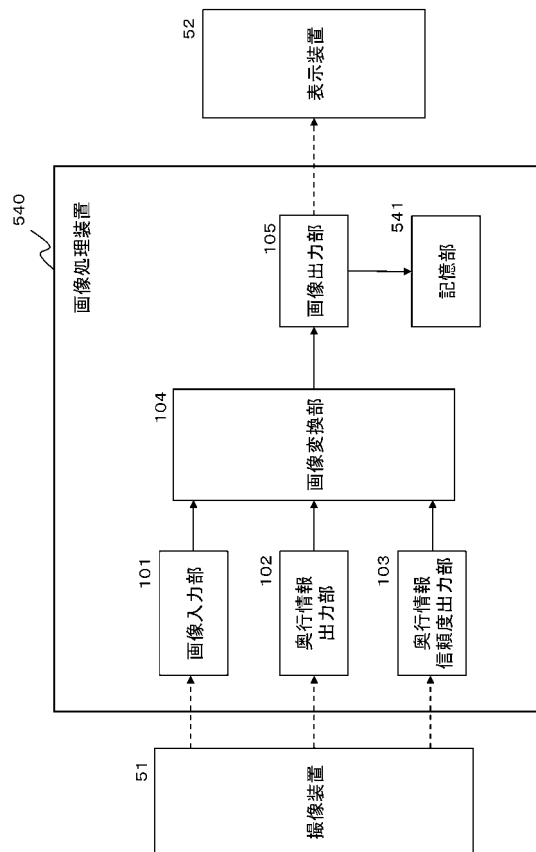 540
画像処理装置
51
撮像装置
101
画像入力部
102
奥行情報
出力部
103
奥行情報
信頼度出力部
104
画像変換部
105
画像出力部
541
記憶部
52
表示装置